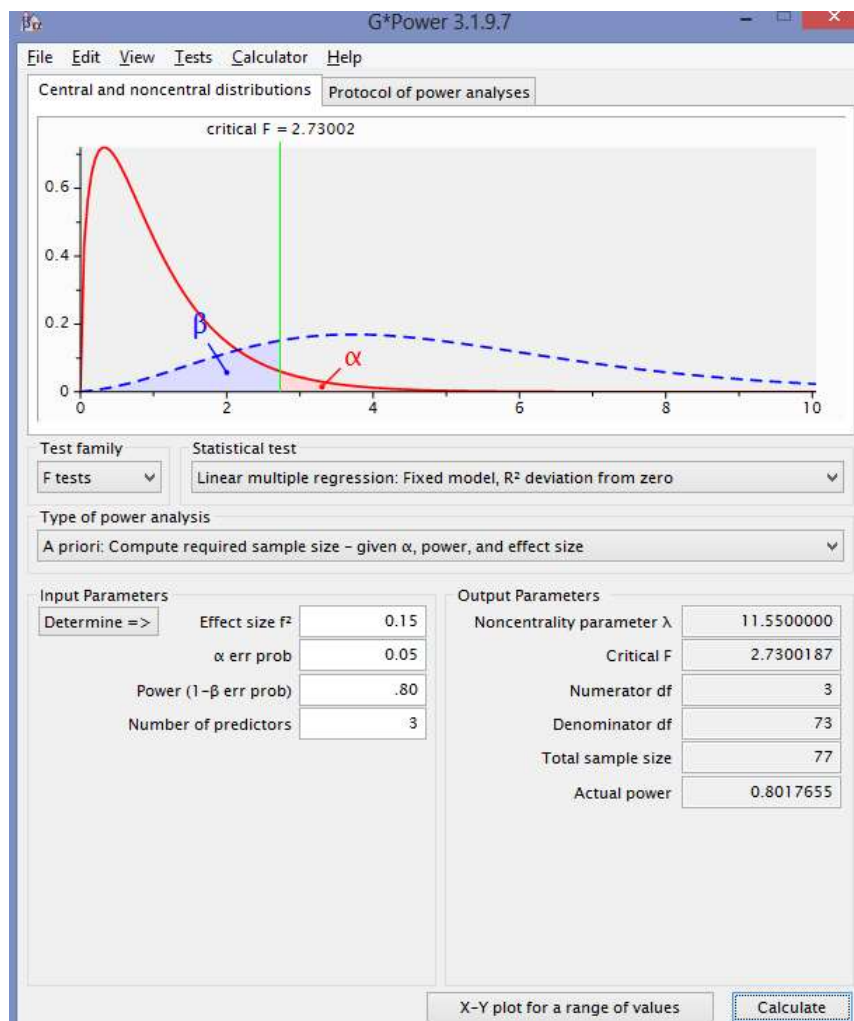 βα G*Power 3.1.9.7
File Edit View Tests Calculator Help
Central and noncentral distributions Protocol of power analyses
critical F = 2.73002
0.6
0.4
0.2
β
α
0
0 2 4 6 8 10
Test family Statistical test
F tests Linear multiple regression: Fixed model, R² deviation from zero
Type of power analysis
A priori: Compute required sample size – given α, power, and effect size
Input Parameters Output Parameters
Determine => Effect size f² 0.15 Noncentrality parameter λ 11.5500000
α err prob 0.05 Critical F 2.7300187
Power (1-β err prob) .80 Numerator df 3
Number of predictors 3 Denominator df 73
Total sample size 77
Actual power 0.8017655
X-Y plot for a range of values Calculate